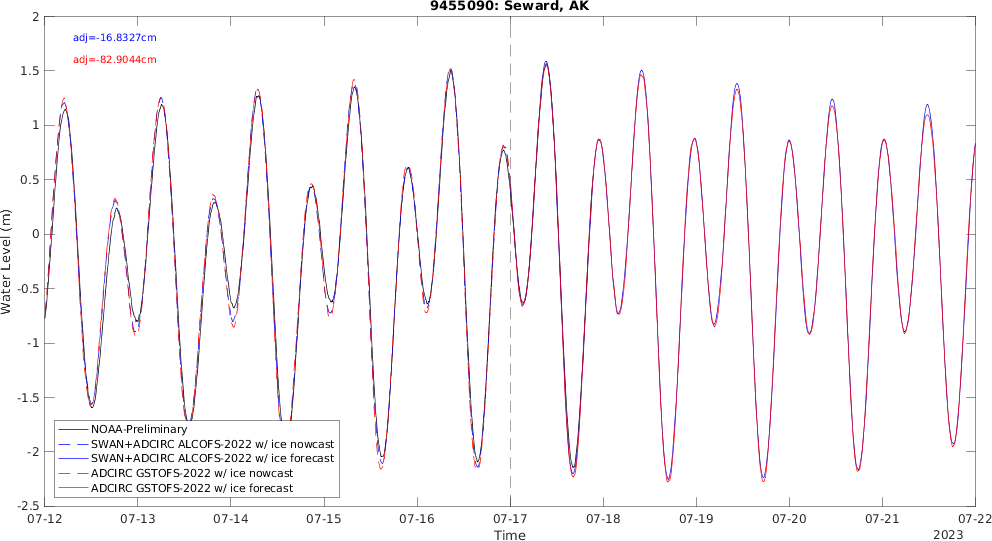 9455090: Seward, AK
adj=-16.8327cm
adj=-82.9044cm
2
1.5
1
0.5
0
-0.5
-1
-1.5
-2
-2.5
Water Level (m)
NOAA-Preliminary
SWAN+ADCIRC ALCOFS-2022 w/ ice nowcast
SWAN+ADCIRC ALCOFS-2022 w/ ice forecast
ADCIRC GSTOFS-2022 w/ ice nowcast
ADCIRC GSTOFS-2022 w/ ice forecast
07-12 07-13 07-14 07-15 07-16 07-17 07-18 07-19 07-20 07-21 07-22
Time
2023